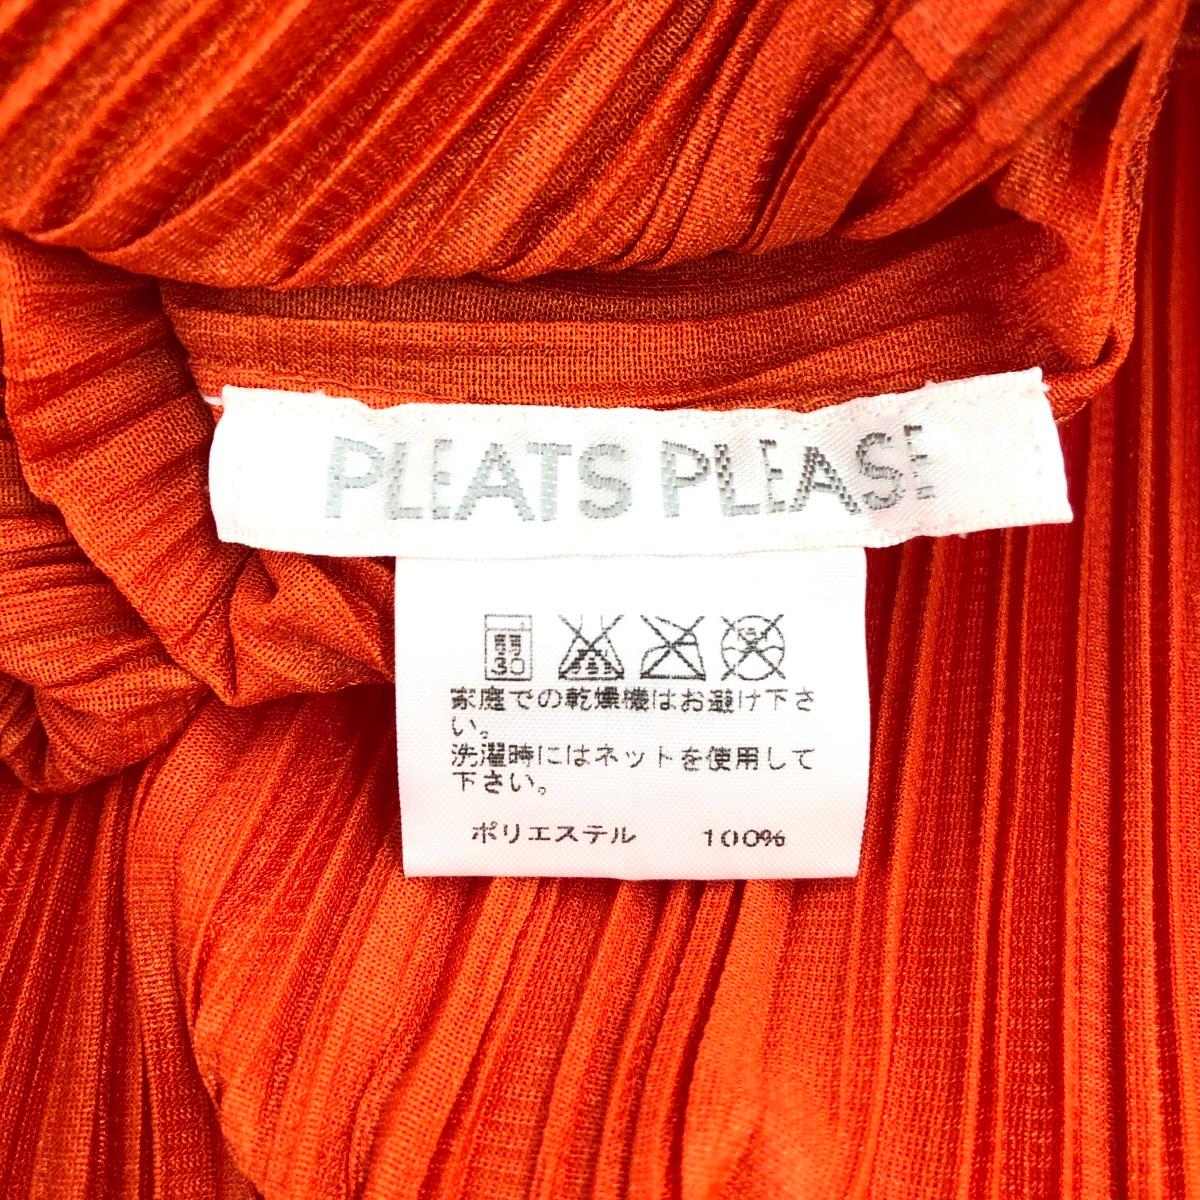 PLEATS PLEASE
弱
30
家庭での乾燥機はお避け下さ
い。
洗濯時にはネットを使用して
下さい。
ポリエステル 100%